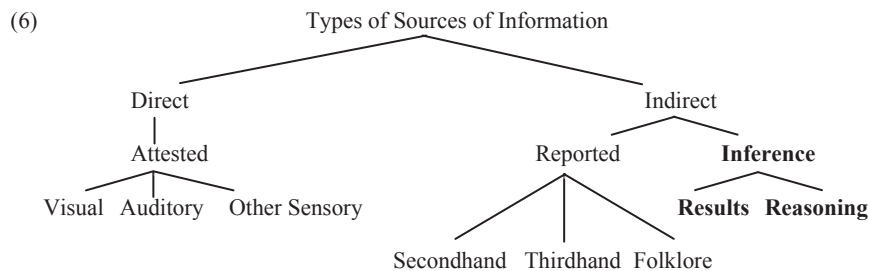 (6) Types of Sources of Information
Direct Indirect
Attested Reported Inference
Visual Auditory Other Sensory Results Reasoning
Secondhand Thirdhand Folklore